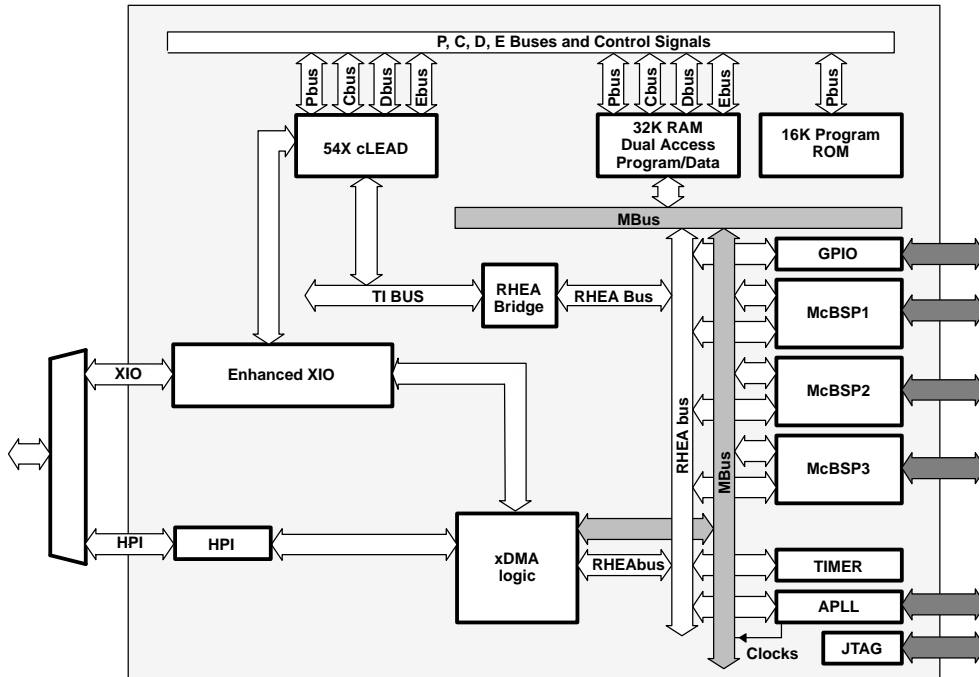 P, C, D, E Buses and Control Signals
Pbus
Cbus
Dbus
Ebus
Pbus
Cbus
Dbus
Ebus
Pbus
54X cLEAD
32K RAM
Dual Access
Program/Data
16K Program
ROM
MBus
GPIO
TI BUS
RHEA
Bridge
RHEA Bus
McBSP1
XIO
Enhanced XIO
McBSP2
RHEA bus
MBus
McBSP3
HPI
HPI
xDMA
logic
RHEAbus
TIMER
APLL
Clocks
JTAG